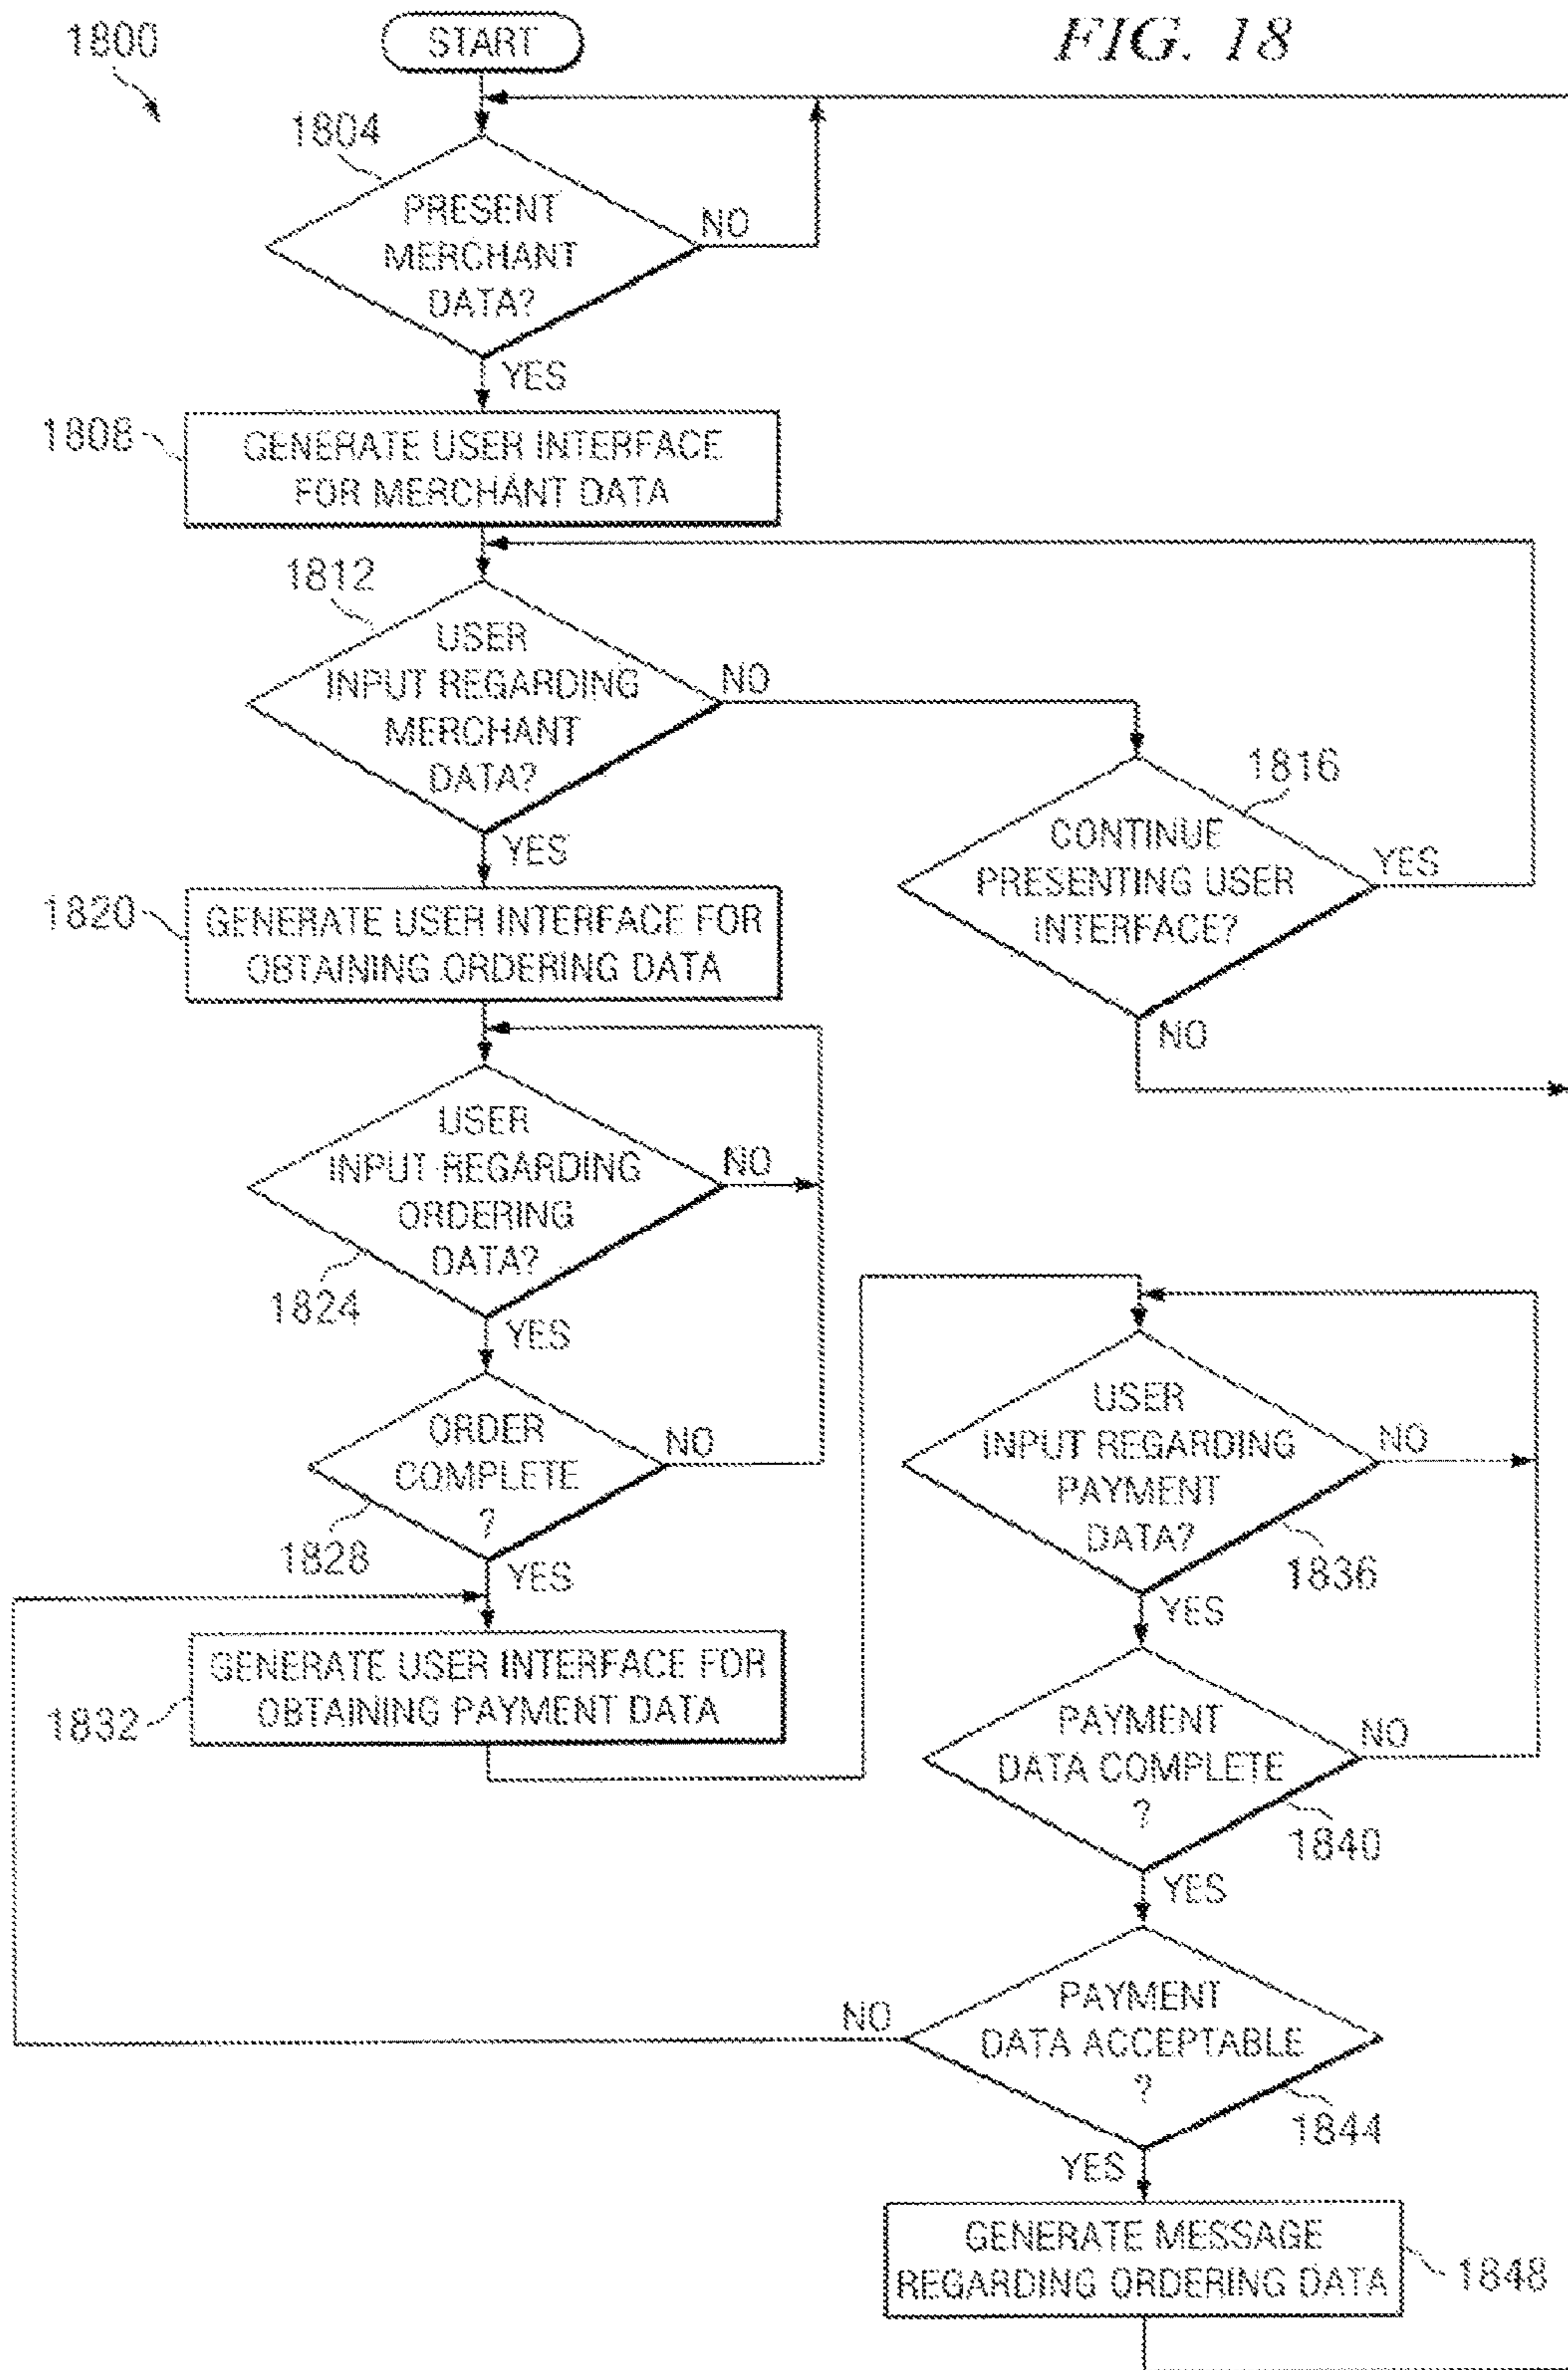 1800
START
FIG. 18
1804
PRESENT
MERCHANT
DATA?
NO
YES
1808
GENERATE USER INTERFACE
FOR MERCHANT DATA
1812
USER
INPUT REGARDING
MERCHANT
DATA?
NO
YES
1816
CONTINUE
PRESENTING USER
INTERFACE?
YES
NO
1820
GENERATE USER INTERFACE FOR
OBTAINING ORDERING DATA
USER
INPUT REGARDING
ORDERING
DATA?
NO
1824
YES
ORDER
COMPLETE
?
NO
1828
YES
1832
GENERATE USER INTERFACE FOR
OBTAINING PAYMENT DATA
USER
INPUT REGARDING
PAYMENT
DATA?
NO
1836
YES
PAYMENT
DATA COMPLETE
?
NO
1840
YES
PAYMENT
DATA ACCEPTABLE
?
NO
1844
YES
GENERATE MESSAGE
REGARDING ORDERING DATA
1848